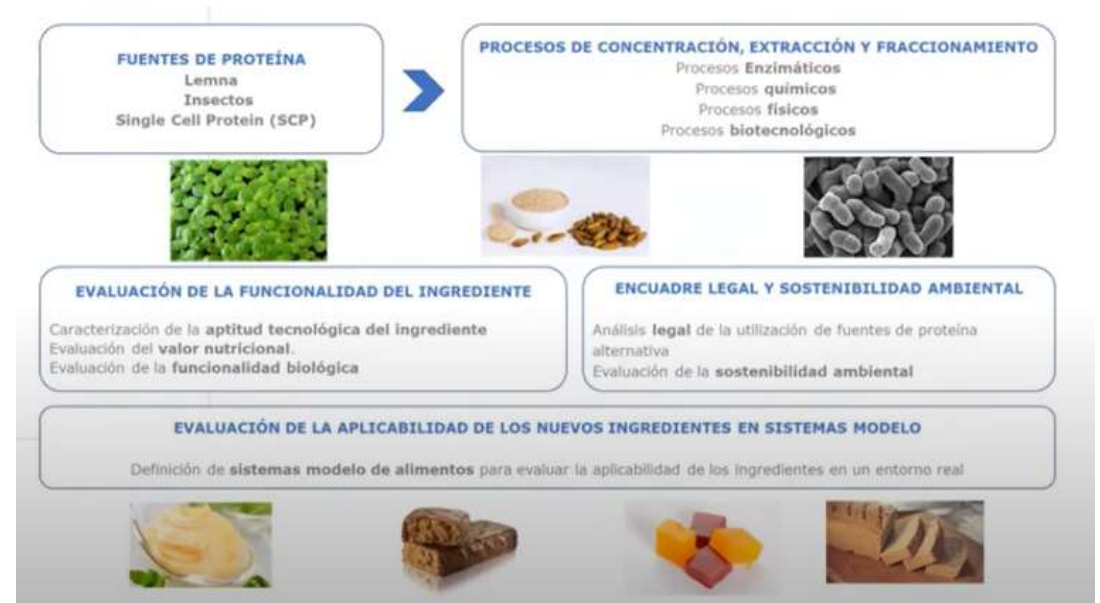 FUENTES DE PROTEÍNA
Lemna
Insectos
Single Cell Protein (SCP)
PROCESOS DE CONCENTRACIÓN, EXTRACCIÓN Y FRACCIONAMIENTO
Procesos Enzimáticos
Procesos químicos
Procesos físicos
Procesos biotecnológicos
EVALUACIÓN DE LA FUNCIONALIDAD DEL INGREDIENTE
Caracterización de la aptitud tecnológica del ingrediente
Evaluación del valor nutricional.
Evaluación de la funcionalidad biológica
ENCUADRE LEGAL Y SOSTENIBILIDAD AMBIENTAL
Análisis legal de la utilización de fuentes de proteína
alternativa
Evaluación de la sostenibilidad ambiental
EVALUACIÓN DE LA APLICABILIDAD DE LOS NUEVOS INGREDIENTES EN SISTEMAS MODELO
Definición de sistemas modelo de alimentos para evaluar la aplicabilidad de los ingredientes en un entorno real